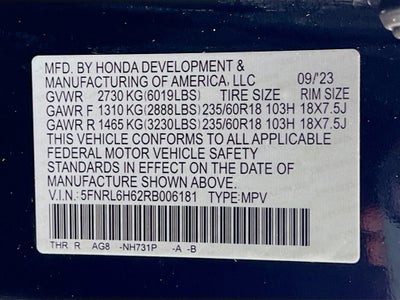 MFD. BY HONDA DEVELOPMENT &
MANUFACTURING OF AMERICA, LLC 09/'23
GVWR 2730 KG (6019LBS) TIRE SIZE RIM SIZE
GAWR F 1310 KG (2888LBS) 235/60R18 103H 18X7.5J
GAWR R 1465 KG (3230LBS) 235/60R18 103H 18X7.5J
THIS VEHICLE CONFORMS TO ALL APPLICABLE
FEDERAL MOTOR VEHICLE SAFETY
STANDARDS IN EFFECT ON THE DATE OF
MANUFACTURE SHOWN ABOVE.
V.I.N.: 5FNRL6H62RB006181 TYPE: MPV
THR R AG8 -NH731P -A -B